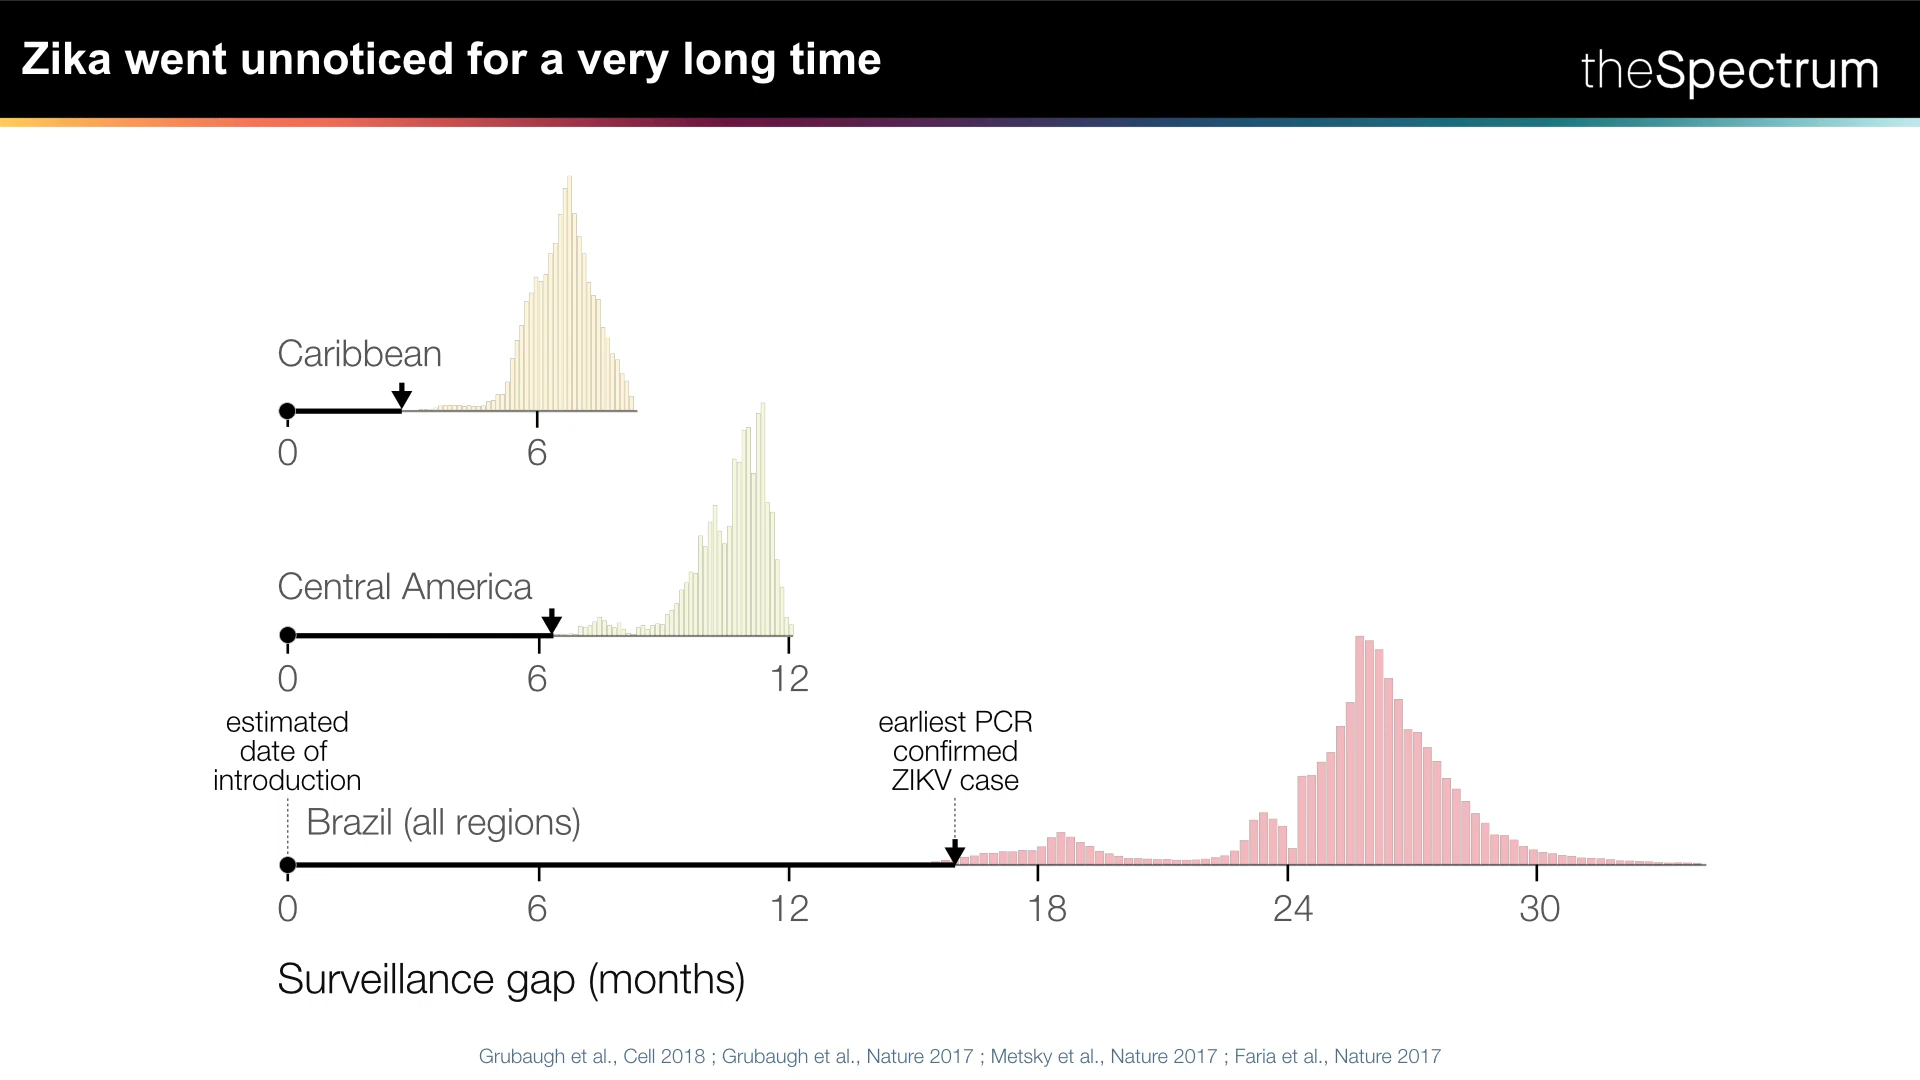 Zika went unnoticed for a very long time
theSpectrum
Caribbean
0 6
Central America
0 6 12
estimated
date of
introduction
earliest PCR
confirmed
ZIKV case
Brazil (all regions)
0 6 12 18 24 30
Surveillance gap (months)
Grubaugh et al., Cell 2018 ; Grubaugh et al., Nature 2017 ; Metsky et al., Nature 2017 ; Faria et al., Nature 2017